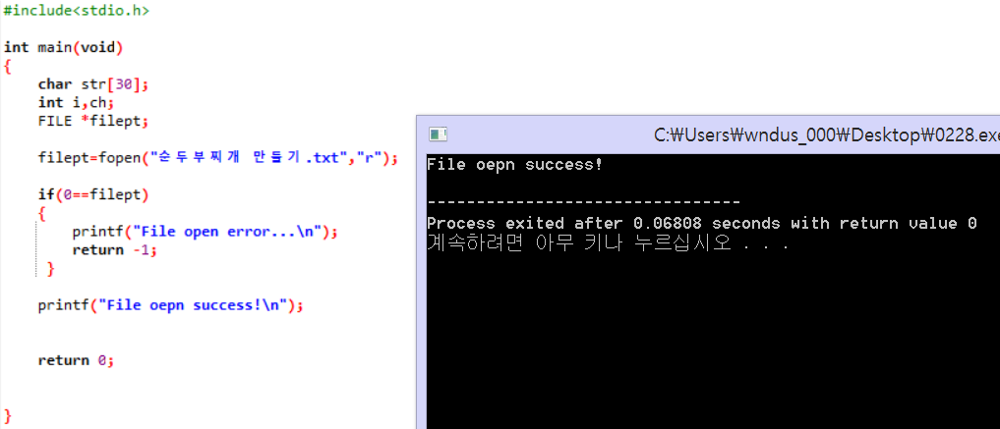 #include<stdio.h>
int main(void)
{
char str[30];
int i,ch;
FILE *filept;
filept=fopen("순두부찌개 만들기.txt","r");
if(0==filept)
{
printf("File open error...\n");
return -1;
}
printf("File oepn success!\n");
return 0;
}
C:₩Users₩wndus_000₩Desktop₩0228.exe
File oepn success!
--------------------------------
Process exited after 0.06808 seconds with return value 0
계속하려면 아무 키나 누르십시오 . . .